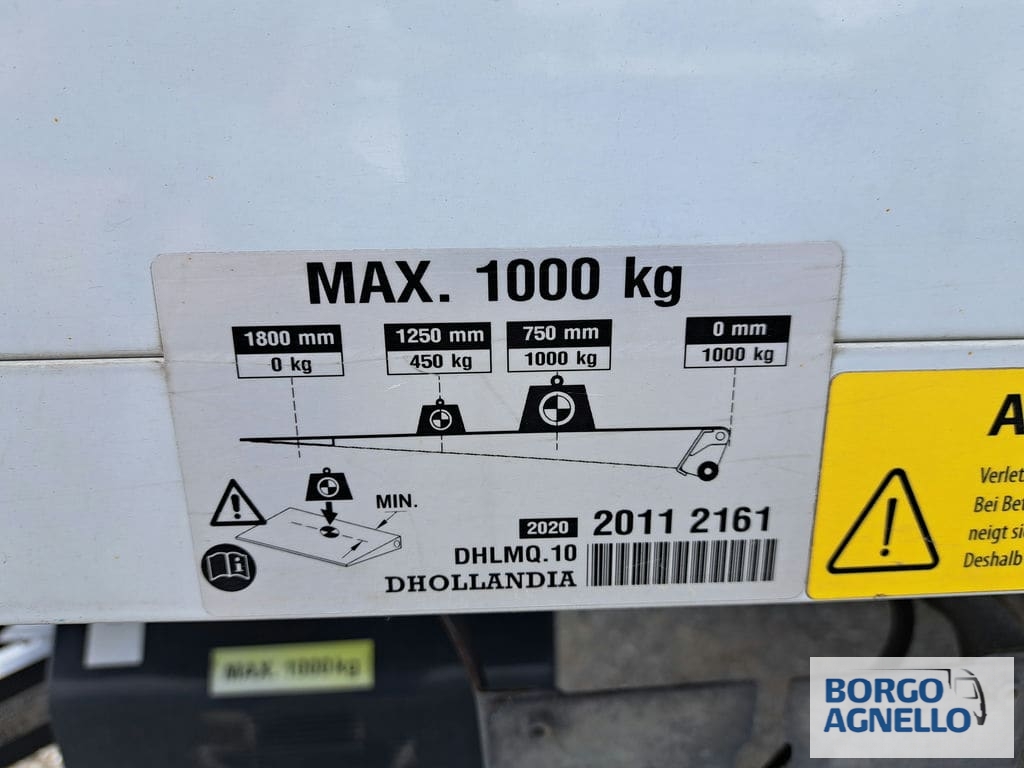 MAX. 1000 kg
1800 mm
0 kg
1250 mm
450 kg
750 mm
1000 kg
0 mm
1000 kg
MIN.
2020 2011 2161
DHLMQ.10
DHOLLANDIA
A
Verlet
Bei Bet
neigt si
Deshalb
MAX. 1000kg
BORGO
AGNELLO